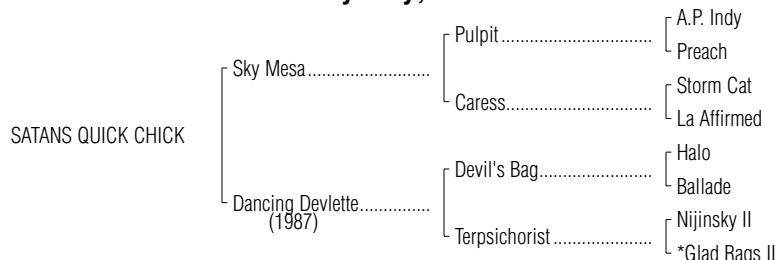 Pulpit
A.P. Indy
Preach
Sky Mesa
Caress
Storm Cat
La Affirmed
SATANS QUICK CHICK
Devil's Bag
Halo
Ballade
Dancing Devlette
(1987)
Terpsichorist
Nijinsky II
*Glad Rags II